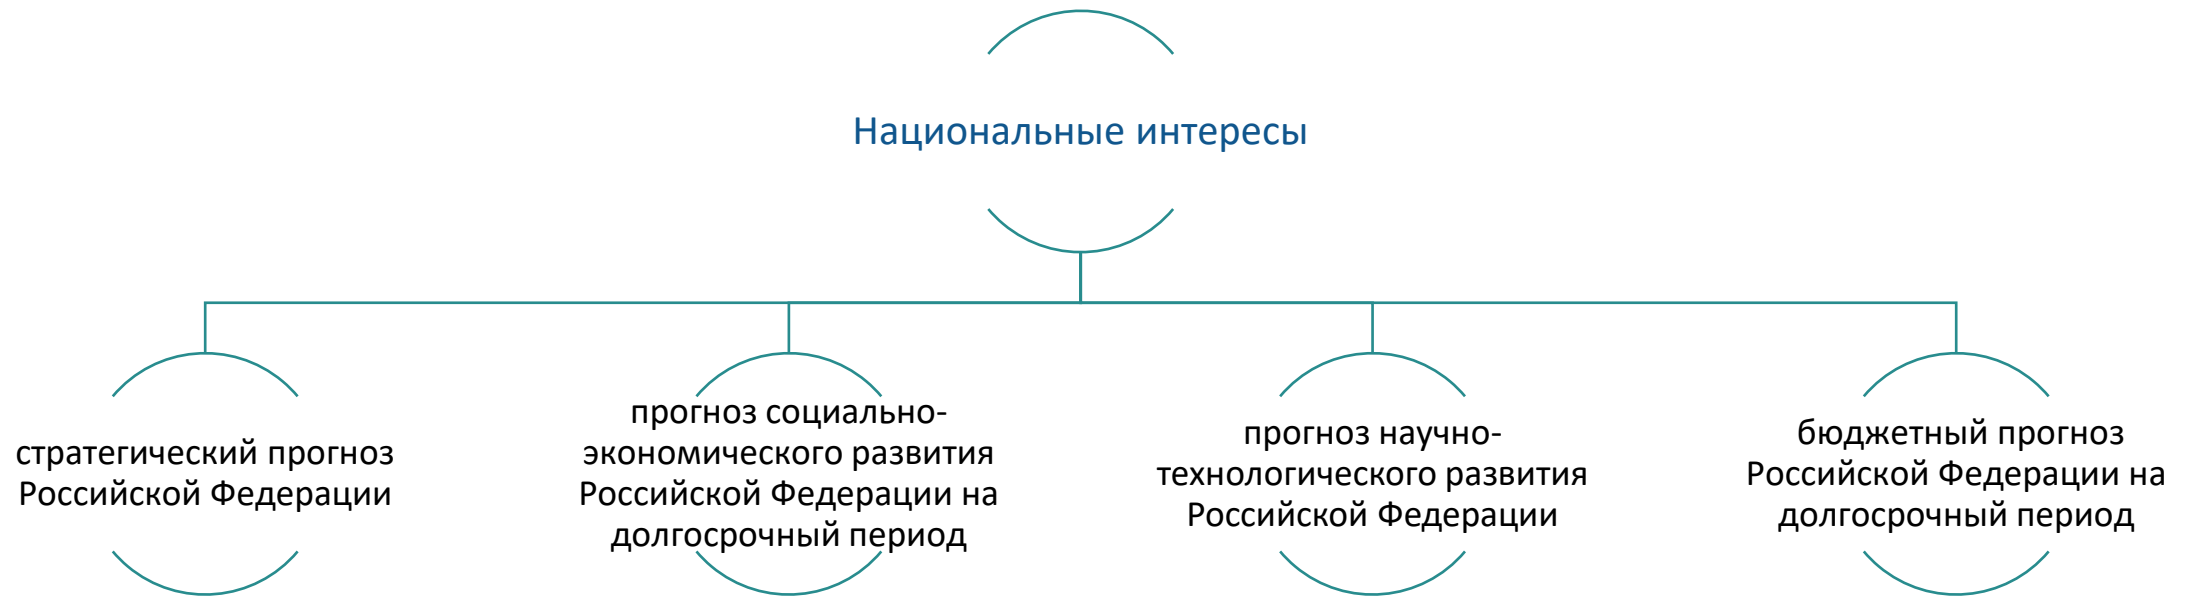 Национальные интересы
стратегический прогноз
Российской Федерации
прогноз социально-
экономического развития
Российской Федерации на
долгосрочный период
прогноз научно-
технологического развития
Российской Федерации
бюджетный прогноз
Российской Федерации на
долгосрочный период